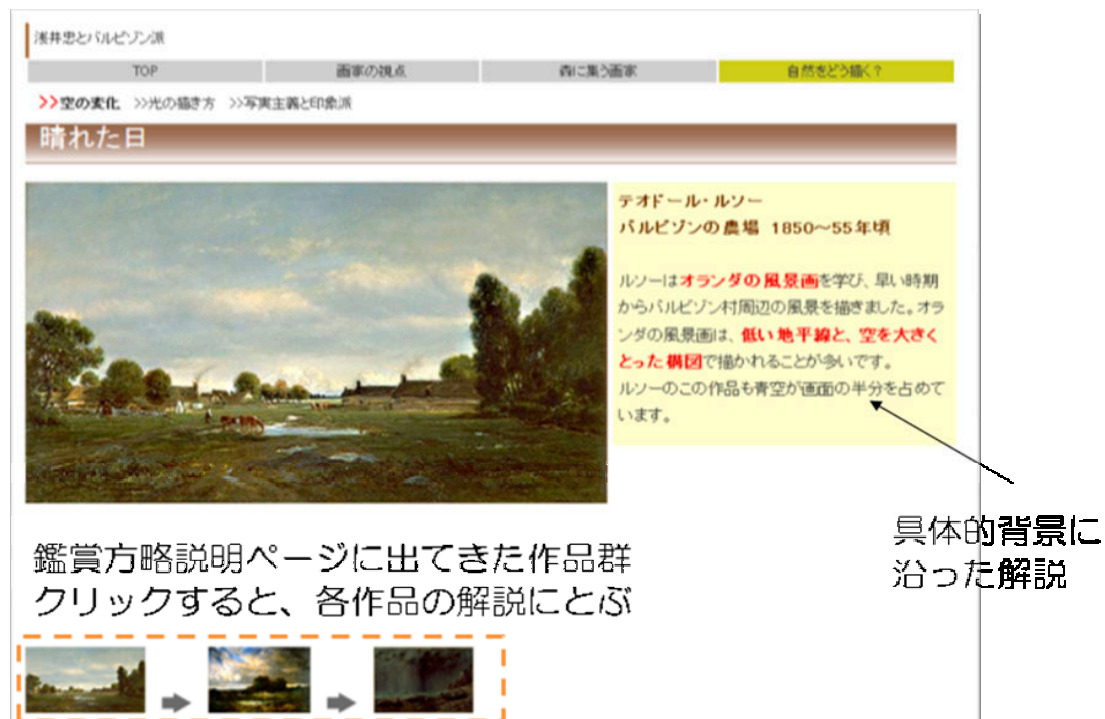 浅井忠とバルビゾン派
TOP 画家の視点 森に集う画家 自然をどう描く？
>>空の変化 >>光の描き方 >>写実主義と印象派
晴れた日
テオドール・ルソー
バルビゾンの農場 1850～55年頃
ルソーはオランダの風景画を学び、早い時期
からバルビゾン村周辺の風景を描きました。オラ
ンダの風景画は、低い地平線と、空を大きく
とった構図で描かれることが多いです。
ルソーのこの作品も青空が画面の半分を占めて
います。
具体的背景に
沿った解説
鑑賞方略説明ページに出てきた作品群
クリックすると、各作品の解説にとぶ